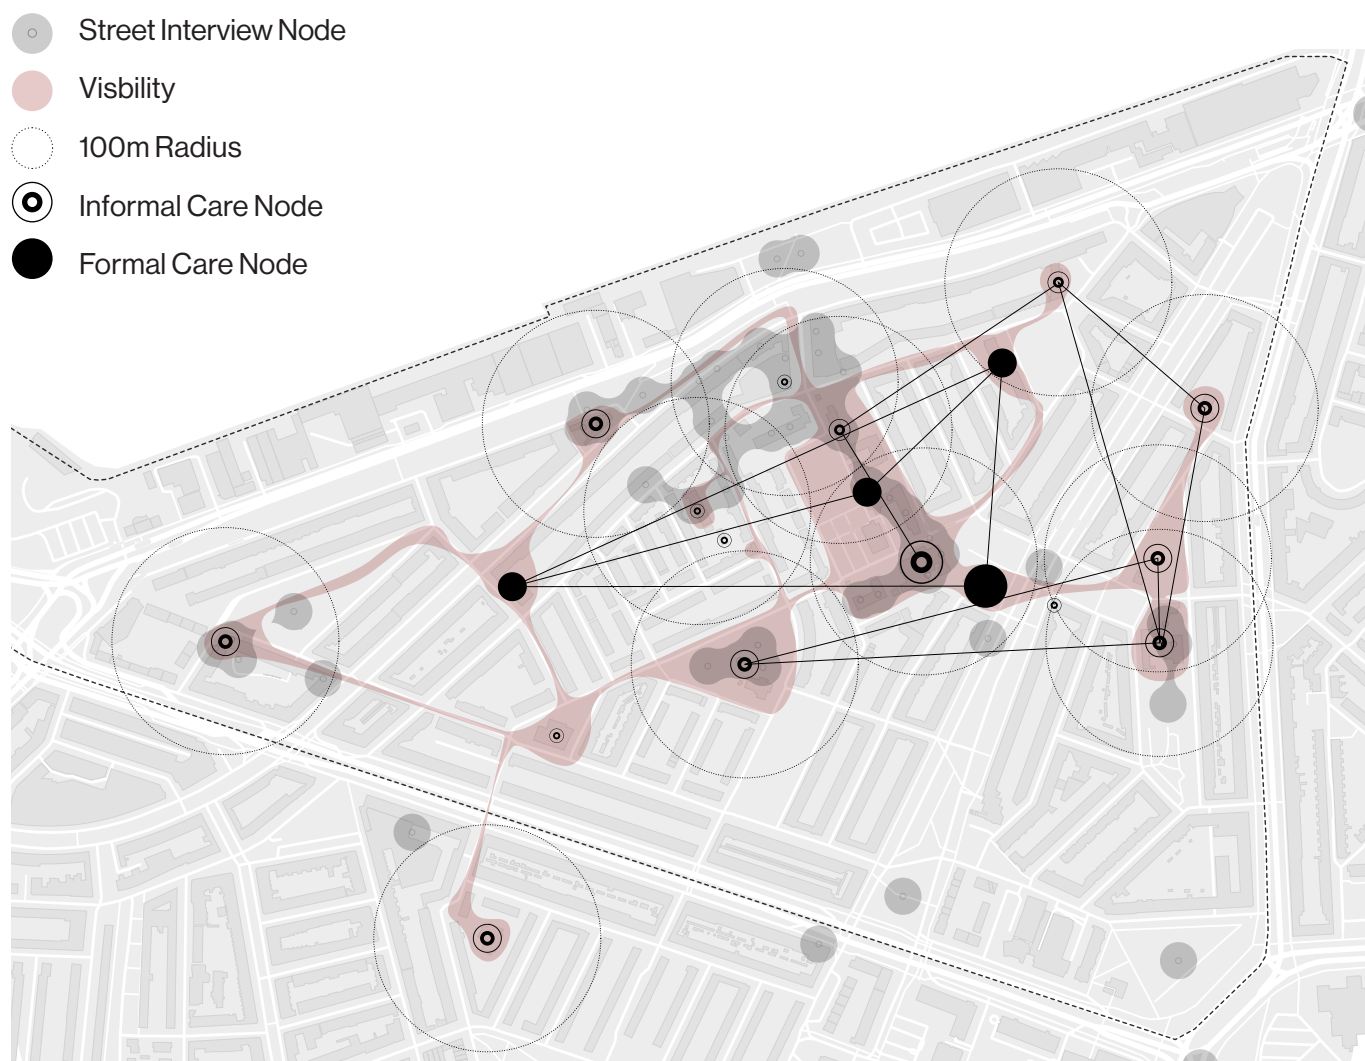 Street Interview Node
Visbility
100m Radius
Informal Care Node
Formal Care Node